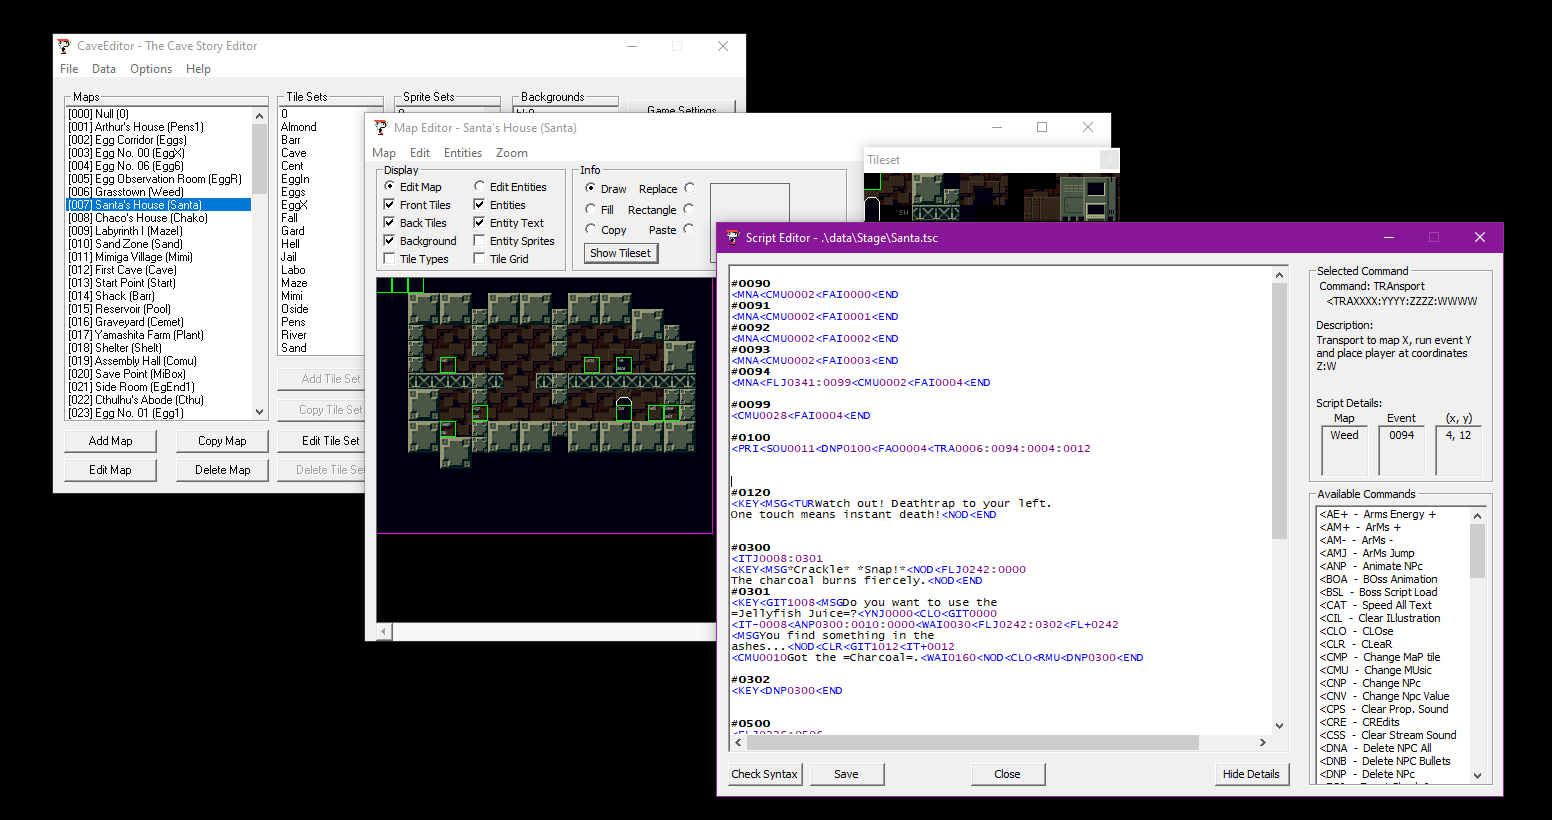 CaveEditor - The Cave Story Editor
File Data Options Help
Maps
[000] Null (0)
[001] Arthur's House (Pens1)
[002] Egg Corridor (Eggs)
[003] Egg No. 00 (EggX)
[004] Egg No. 06 (Egg6)
[005] Egg Observation Room (EggR)
[006] Grasstown (Weed)
[007] Santa's House (Santa)
[008] Chaco's House (Chako)
[009] Labyrinth I (MazeI)
[010] Sand Zone (Sand)
[011] Mimiga Village (Mimi)
[012] First Cave (Cave)
[013] Start Point (Start)
[014] Shack (Barr)
[015] Reservoir (Pool)
[016] Graveyard (Cemet)
[017] Yamashita Farm (Plant)
[018] Shelter (Shelt)
[019] Assembly Hall (Comu)
[020] Save Point (MiBox)
[021] Side Room (EgEnd1)
[022] Cthulhu's Abode (Cthu)
[023] Egg No. 01 (Egg1)
Add Map Copy Map
Edit Map Delete Map
Tile Sets
0
Almond
Barr
Cave
Cent
EggIn
Eggs
EggX
Fall
Gard
Hell
Jail
Labo
Maze
Mimi
Oside
Pens
River
Sand
Add Tile Set
Copy Tile Set
Edit Tile Set
Delete Tile Set
Sprite Sets
Backgrounds
Game Settings
Map Editor - Santa's House (Santa)
Map Edit Entities Zoom
Display
Edit Map Edit Entities
Front Tiles Entities
Back Tiles Entity Text
Background Entity Sprites
Tile Types Tile Grid
Info
Draw Replace
Fill Rectangle
Copy Paste
Show Tileset
Tileset
Script Editor - .\data\Stage\Santa.tsc
#0090
<MNA<CMU0002<FAI0000<END
#0091
<MNA<CMU0002<FAI0001<END
#0092
<MNA<CMU0002<FAI0002<END
#0093
<MNA<CMU0002<FAI0003<END
#0094
<MNA<FLJ0341:0099<CMU0002<FAI0004<END
#0099
<CMU0028<FAI0004<END
#0100
<PRI<SOU0011<DNP0100<FAO0004<TRA0006:0094:0004:0012
#0120
<KEY<MSG<TURWatch out! Deathtrap to your left.
One touch means instant death!<NOD<END
#0300
<ITJ0008:0301
<KEY<MSG*Crackle* *Snap!*<NOD<FLJ0242:0000
The charcoal burns fiercely.<NOD<END
#0301
<KEY<GIT1008<MSGDo you want to use the
=Jellyfish Juice=?<YNJ0000<CLO<GIT0000
<IT-0008<ANP0300:0010:0000<WAI0030<FLJ0242:0302<FL+0242
<MSGYou find something in the
ashes...<NOD<CLR<GIT1012<IT+0012
<CMU0010Got the =Charcoal=.<WAI0160<NOD<CLO<RMU<DNP0300<END
#0302
<KEY<DNP0300<END
#0500
Check Syntax Save Close Hide Details
Selected Command
Command: TRAnsport
<TRAXXXX:YYYY:ZZZZ:WWWW
Description:
Transport to map X, run event Y
and place player at coordinates
Z:W
Script Details:
Map Event (x, y)
Weed 0094 4, 12
Available Commands
<AE+ - Arms Energy +
<AM+ - ArMs +
<AM- - ArMs -
<AMJ - ArMs Jump
<ANP - Animate NPc
<BOA - BOss Animation
<BSL - Boss Script Load
<CAT - Speed All Text
<CIL - Clear ILlustration
<CLO - CLOse
<CLR - CLeaR
<CMP - Change MaP tile
<CMU - Change MUsic
<CNP - Change NPc
<CNV - Change Npc Value
<CPS - Clear Prop. Sound
<CRE - CREdits
<CSS - Clear Stream Sound
<DNA - Delete NPC All
<DNB - Delete NPC Bullets
<DNP - Delete NPc